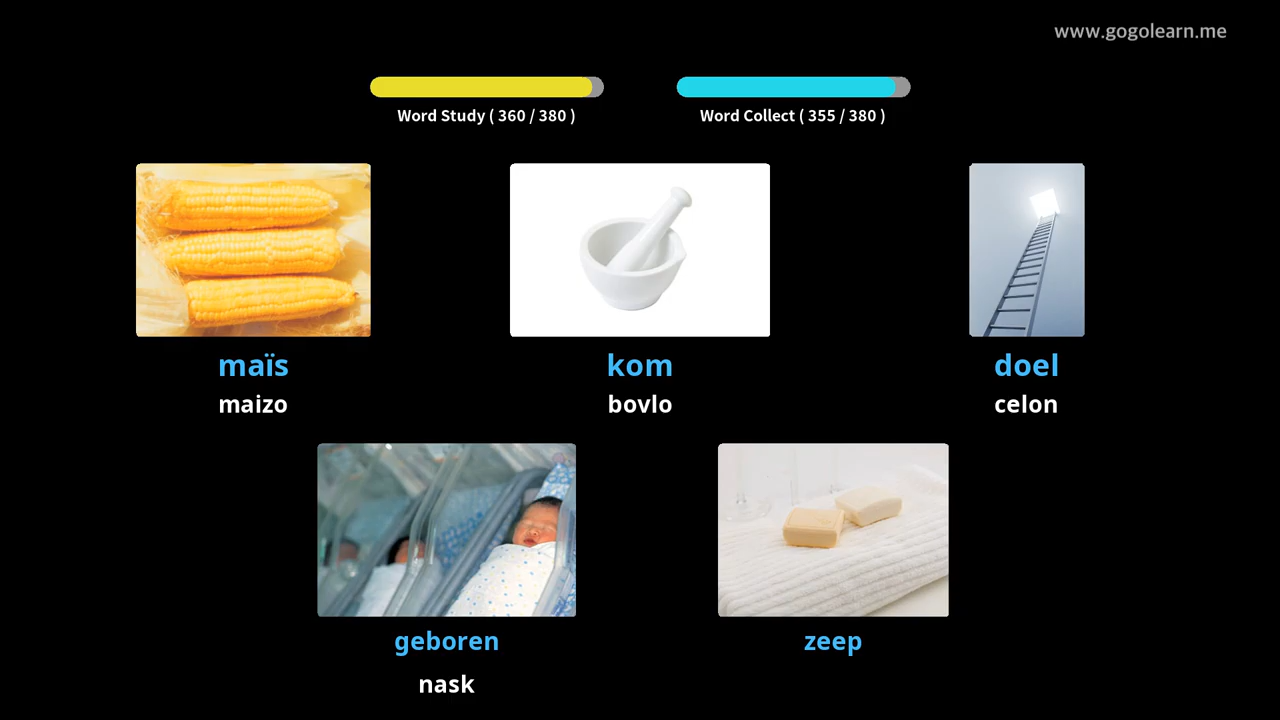 www.gogolearn.me
Word Study ( 360 / 380 )
Word Collect ( 355 / 380 )
maïs
maizo
kom
bovlo
doel
celon
geboren
nask
zeep